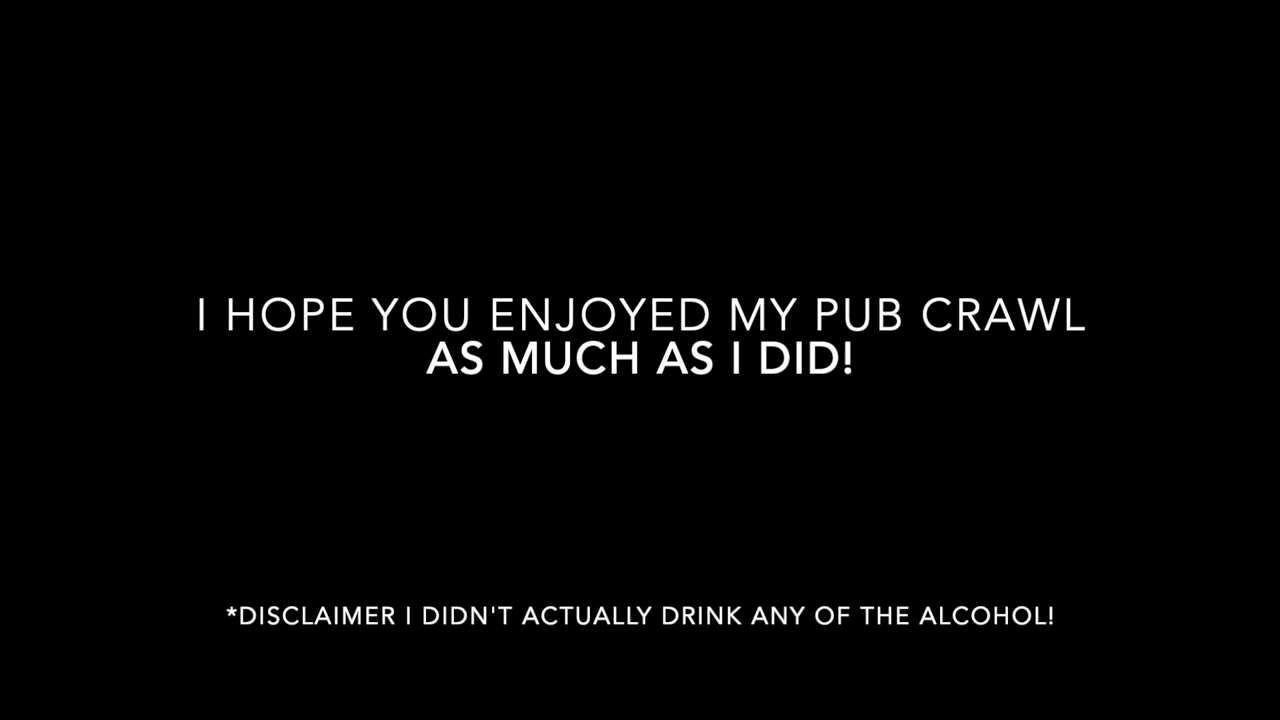 I HOPE YOU ENJOYED MY PUB CRAWL
AS MUCH AS I DID!
*DISCLAIMER I DIDN'T ACTUALLY DRINK ANY OF THE ALCOHOL!